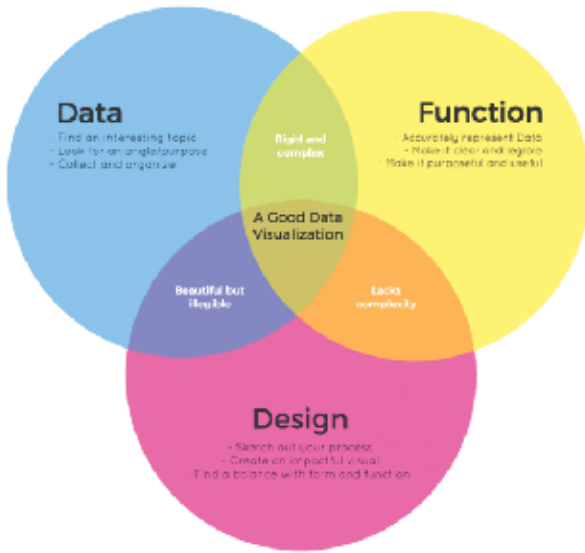 Data
- Find an interesting topic
- Look for an angle/purpose
- Collect and organize
Function
- Accurately represent Data
- Make it clear and legible
- Make it purposeful and useful
Rigid and
complex
A Good Data
Visualization
Beautiful but
illegible
Lacks
complexity
Design
- Sketch out your process
- Create an impactful visual
- Find a balance with form and function